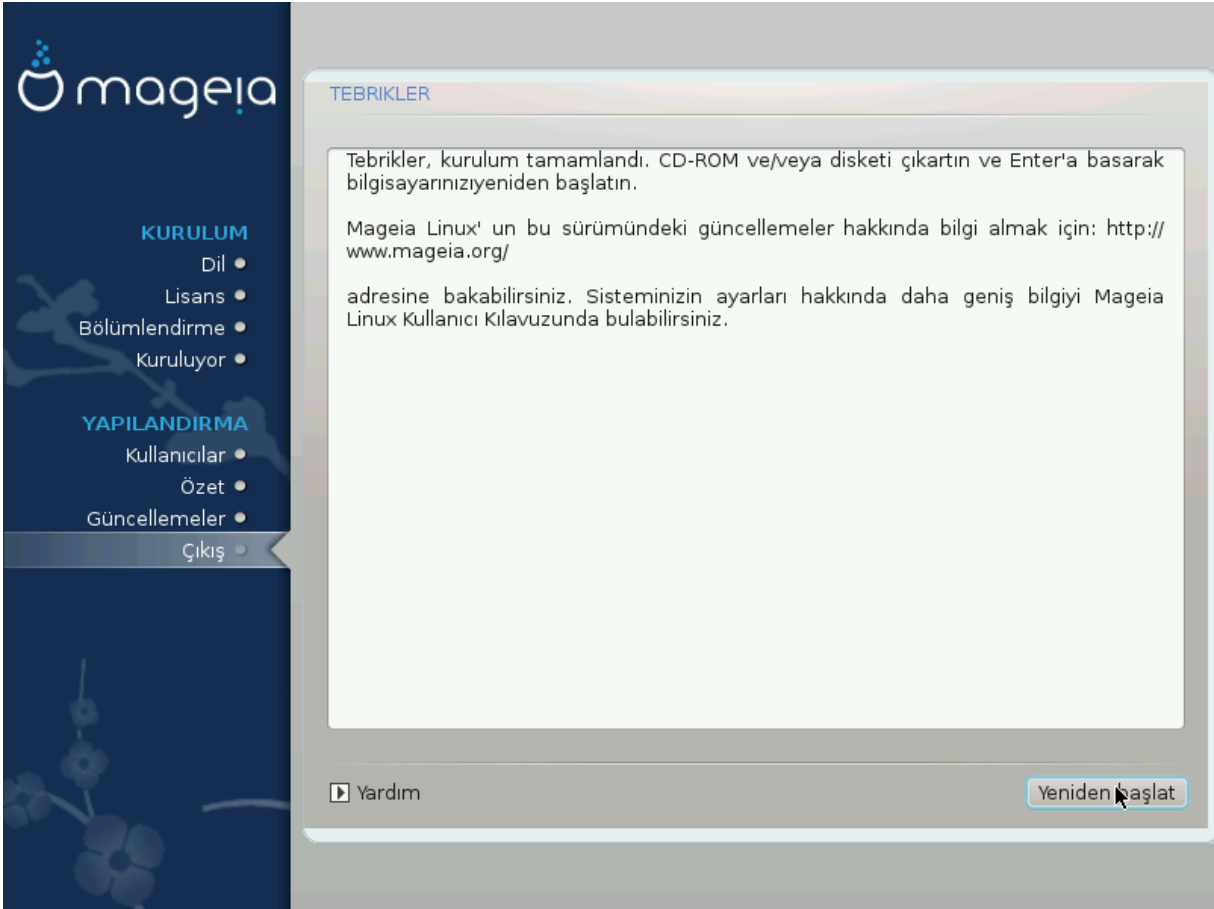 mageia
KURULUM
Dil
Lisans
Bölümlendirme
Kuruluyor
YAPILANDIRMA
Kullanıcılar
Özet
Güncellemeler
Çıkış
TEBRIKLER
Tebrikler, kurulum tamamlandı. CD-ROM ve/veya disketi çıkartın ve Enter'a basarak
bilgisayarınızıyeniden başlatın.
Mageia Linux' un bu sürümündeki güncellemeler hakkında bilgi almak için: http://
www.mageia.org/
adresine bakabilirsiniz. Sisteminizin ayarları hakkında daha geniş bilgiyi Mageia
Linux Kullanıcı Kılavuzunda bulabilirsiniz.
Yardım
Yeniden başlat